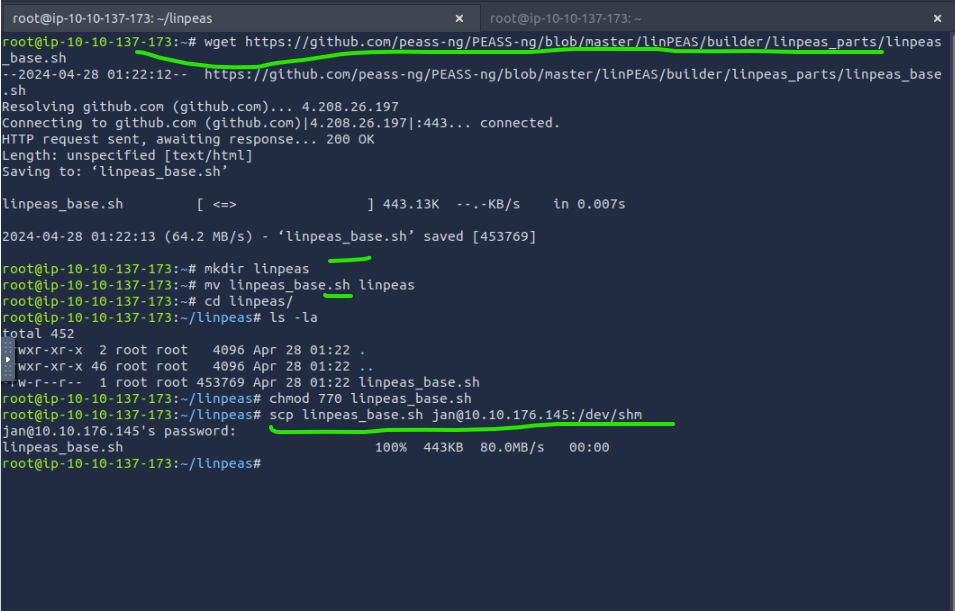 root@ip-10-10-137-173: ~/linpeas × root@ip-10-10-137-173: ~ ×
root@ip-10-10-137-173:~# wget https://github.com/peass-ng/PEASS-ng/blob/master/linPEAS/builder/linpeas_parts/linpeas
_base.sh
--2024-04-28 01:22:12--  https://github.com/peass-ng/PEASS-ng/blob/master/linPEAS/builder/linpeas_parts/linpeas_base
.sh
Resolving github.com (github.com)... 4.208.26.197
Connecting to github.com (github.com)|4.208.26.197|:443... connected.
HTTP request sent, awaiting response... 200 OK
Length: unspecified [text/html]
Saving to: ‘linpeas_base.sh’
linpeas_base.sh         [ <=>                ] 443.13K  --.-KB/s    in 0.007s
2024-04-28 01:22:13 (64.2 MB/s) - ‘linpeas_base.sh’ saved [453769]
root@ip-10-10-137-173:~# mkdir linpeas
root@ip-10-10-137-173:~# mv linpeas_base.sh linpeas
root@ip-10-10-137-173:~# cd linpeas/
root@ip-10-10-137-173:~/linpeas# ls -la
total 452
rwxr-xr-x  2 root root   4096 Apr 28 01:22 .
rwxr-xr-x 46 root root   4096 Apr 28 01:22 ..
-rw-r--r--  1 root root 453769 Apr 28 01:22 linpeas_base.sh
root@ip-10-10-137-173:~/linpeas# chmod 770 linpeas_base.sh
root@ip-10-10-137-173:~/linpeas# scp linpeas_base.sh jan@10.10.176.145:/dev/shm
jan@10.10.176.145's password:
linpeas_base.sh                               100%  443KB  80.0MB/s   00:00
root@ip-10-10-137-173:~/linpeas#